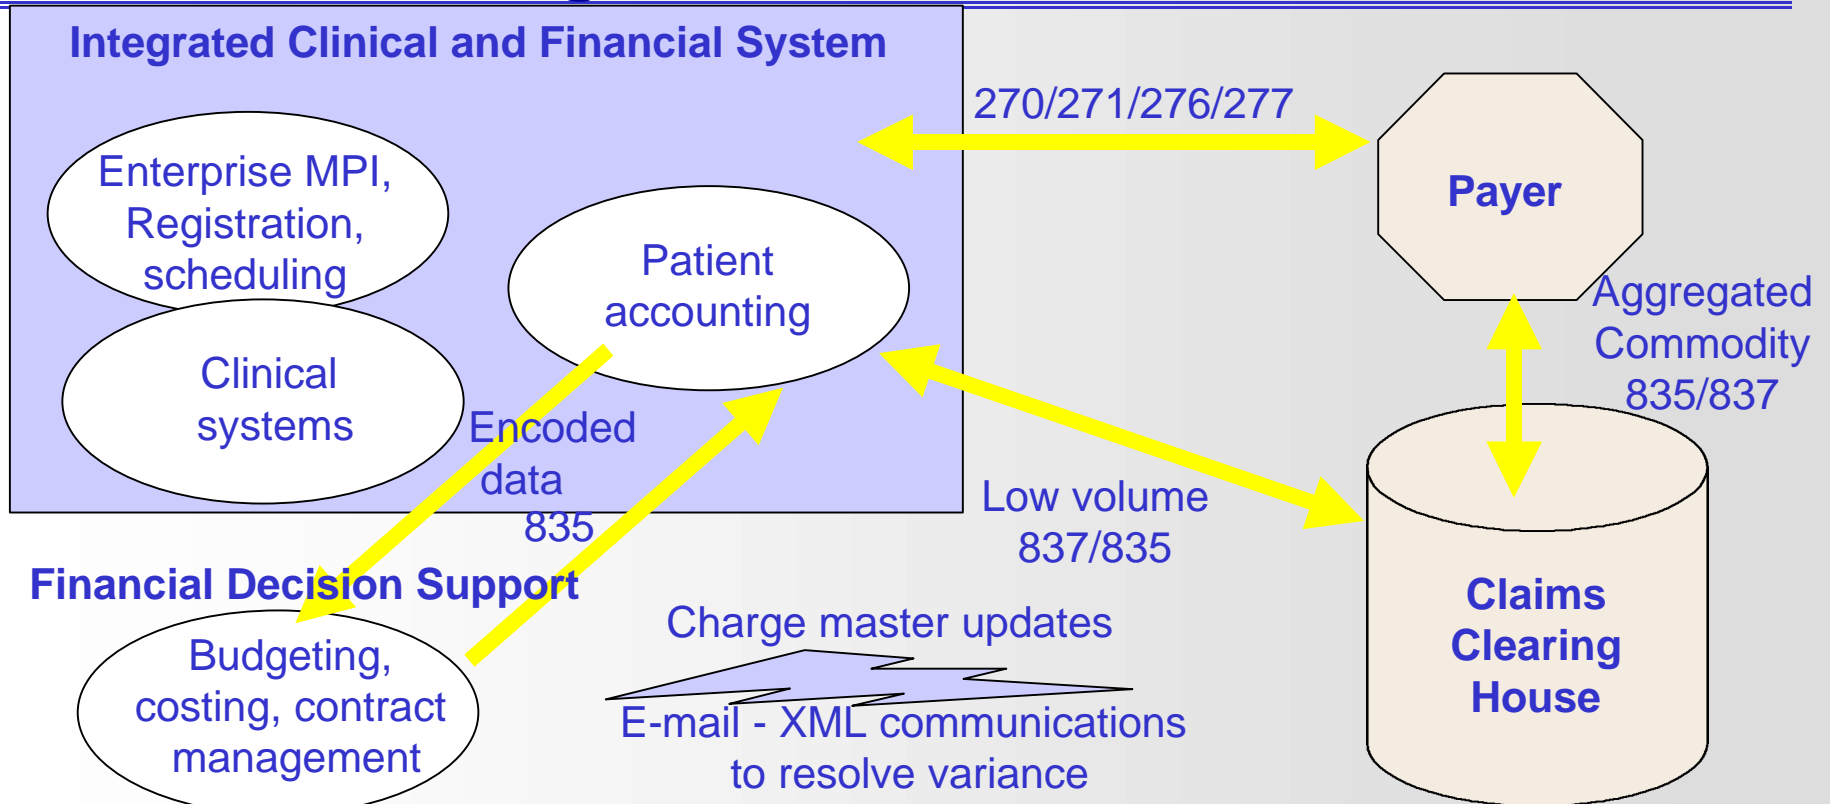 Integrated Clinical and Financial System
270/271/276/277
Enterprise MPI,
Registration,
scheduling
Payer
Patient
accounting
Aggregated
Commodity
835/837
Clinical
systems
Encoded
data
835
Low volume
837/835
Financial Decision Support
Claims
Clearing
House
Charge master updates
Budgeting,
costing, contract
management
E-mail - XML communications
to resolve variance